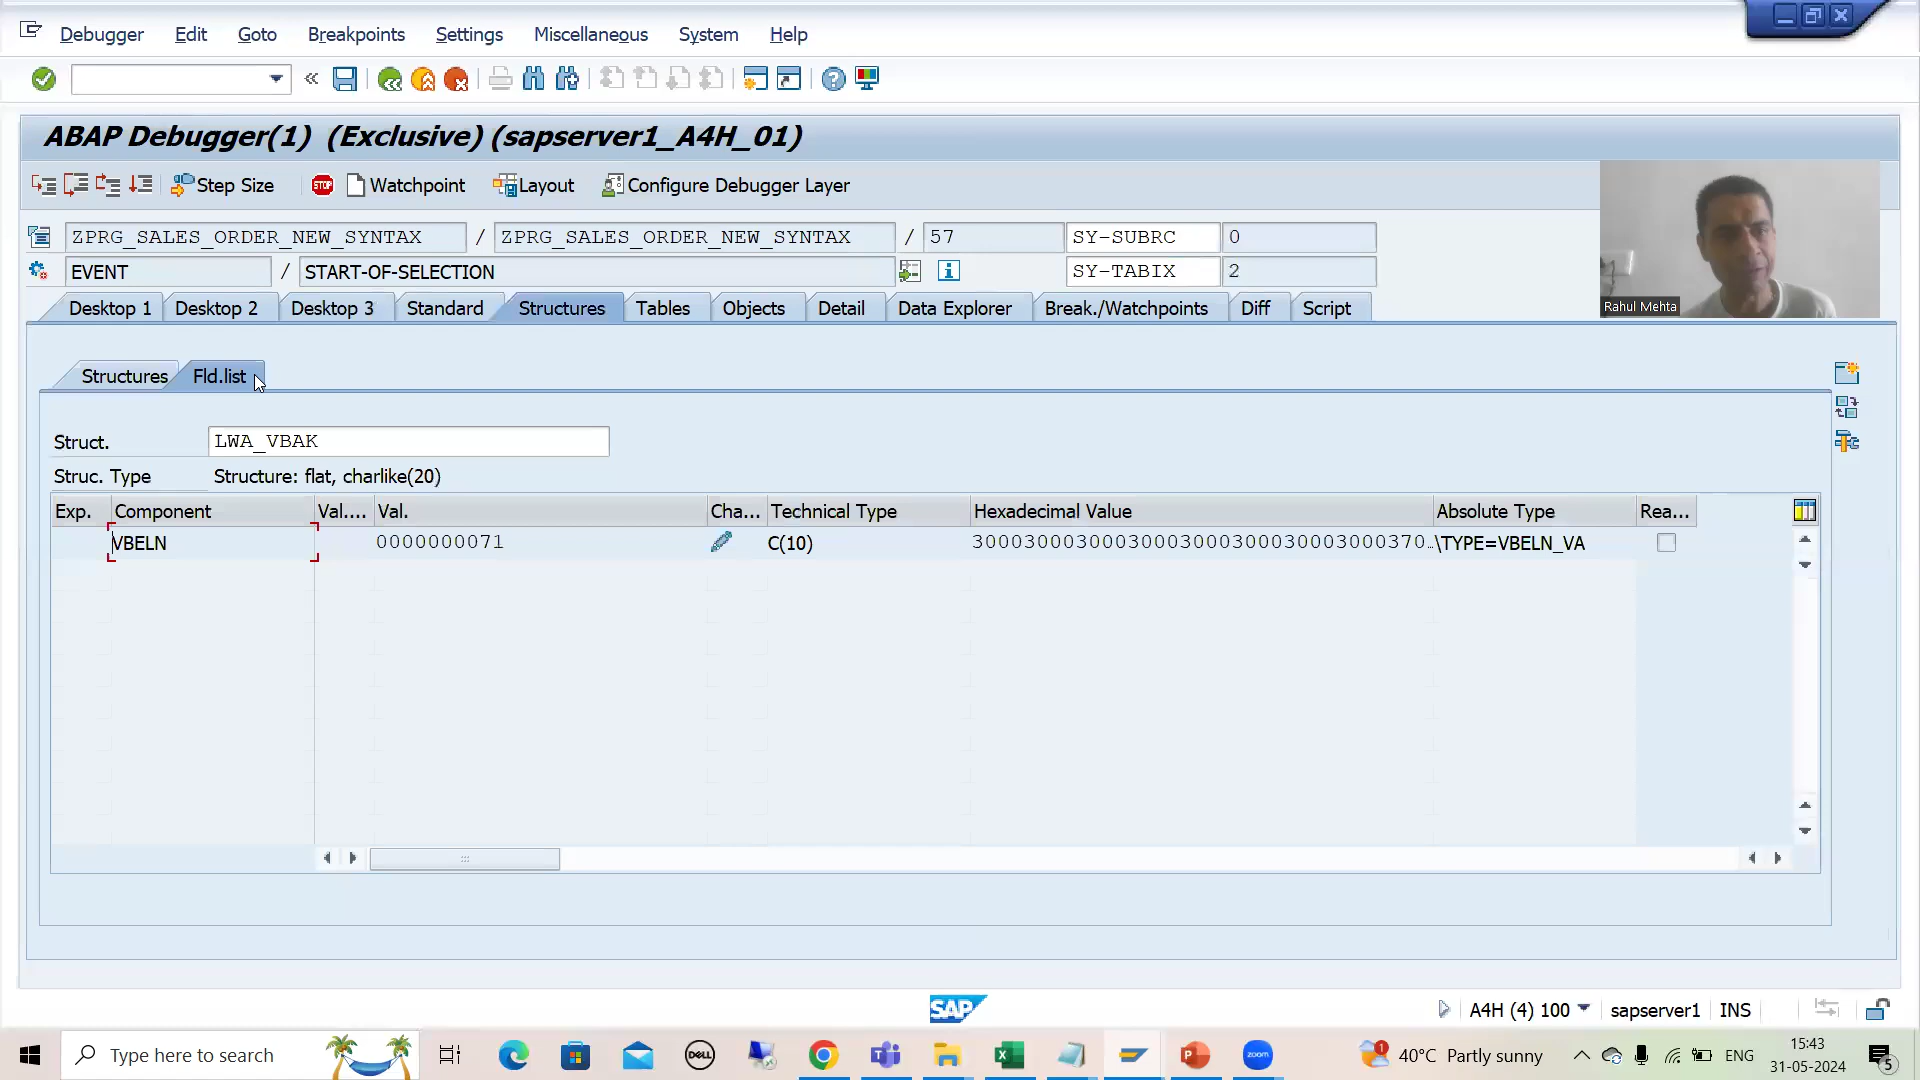 Debugger Edit Goto Breakpoints Settings Miscellaneous System Help
ABAP Debugger(1) (Exclusive) (sapserver1_A4H_01)
Step Size STOP Watchpoint Layout Configure Debugger Layer
ZPRG_SALES_ORDER_NEW_SYNTAX / ZPRG_SALES_ORDER_NEW_SYNTAX / 57 SY-SUBRC 0
EVENT / START-OF-SELECTION SY-TABIX 2
Rahul Mehta
Desktop 1 Desktop 2 Desktop 3 Standard Structures Tables Objects Detail Data Explorer Break./Watchpoints Diff Script
Structures Fld.list
Struct. LWA_VBAK
Struc. Type Structure: flat, charlike(20)
Exp. Component Val.... Val. Cha... Technical Type Hexadecimal Value Absolute Type Rea...
VBELN 0000000071 C(10) 30003000300030003000300030003000370... \TYPE=VBELN_VA
SAP A4H (4) 100 sapserver1 INS
Type here to search DELL zoom 1 40°C Partly sunny ENG 15:43
31-05-2024 5